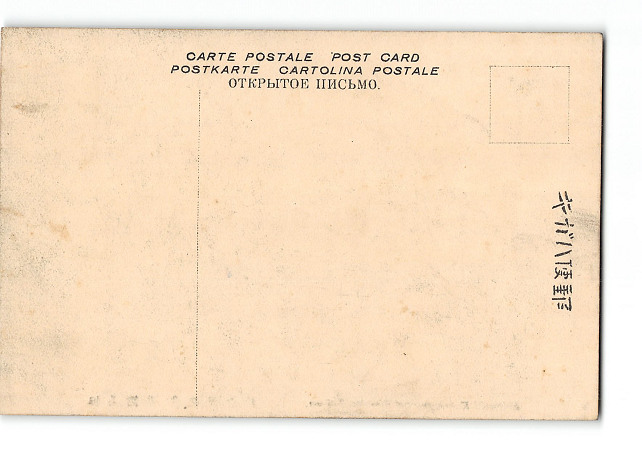 CARTE POSTALE POST CARD
POSTKARTE CARTOLINA POSTALE
ОТКРЫТОЕ ПИСЬМО.
郵便ハガキ